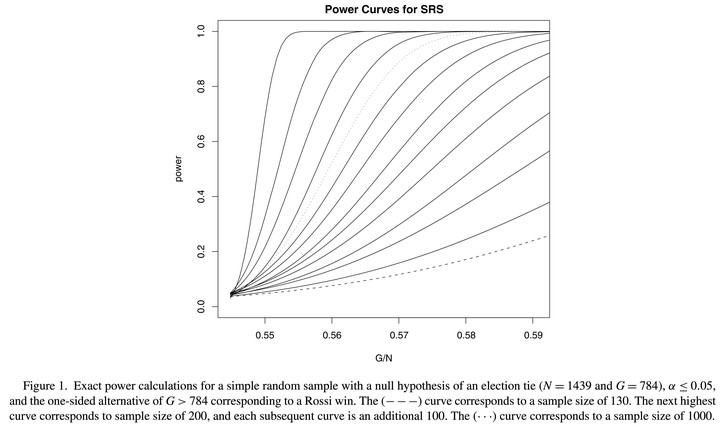 Power Curves for SRS
1.0
0.8
0.6
0.4
0.2
0.0
power
0.55 0.56 0.57 0.58 0.59
G/N
Figure 1. Exact power calculations for a simple random sample with a null hypothesis of an election tie (N = 1439 and G = 784), α ≤ 0.05,
and the one-sided alternative of G > 784 corresponding to a Rossi win. The (− − −) curve corresponds to a sample size of 130. The next highest
curve corresponds to sample size of 200, and each subsequent curve is an additional 100. The (· · ·) curve corresponds to a sample size of 1000.